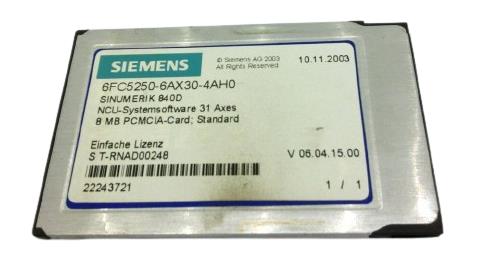 SIEMENS
© Siemens AG 2003
All Rights Reserved
10.11.2003
6FC5250-6AX30-4AH0
SINUMERIK 840D
NCU-Systemsoftware 31 Axes
8 MB PCMCIA-Card; Standard
Einfache Lizenz
S T-RNAD00248
V 06.04.15.00
22243721
1 / 1